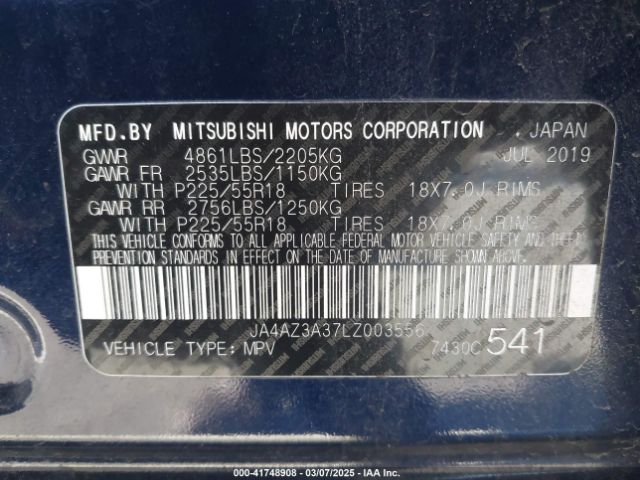 MFD.BY MITSUBISHI MOTORS CORPORATION . JAPAN
GVWR 4861LBS/2205KG JUL 2019
GAWR FR 2535LBS/1150KG
WITH P225/55R18 TIRES 18X7.0J RIMS
GAWR RR 2756LBS/1250KG
WITH P225/55R18 TIRES 18X7.0J RIMS
THIS VEHICLE CONFORMS TO ALL APPLICABLE FEDERAL MOTOR VEHICLE SAFETY AND THEFT
PREVENTION STANDARDS IN EFFECT ON THE DATE OF MANUFACTURE SHOWN ABOVE.
JA4AZ3A37LZ003556
VEHICLE TYPE: MPV 7430C 541
000-41748908 - 03/07/2025 - IAA Inc.